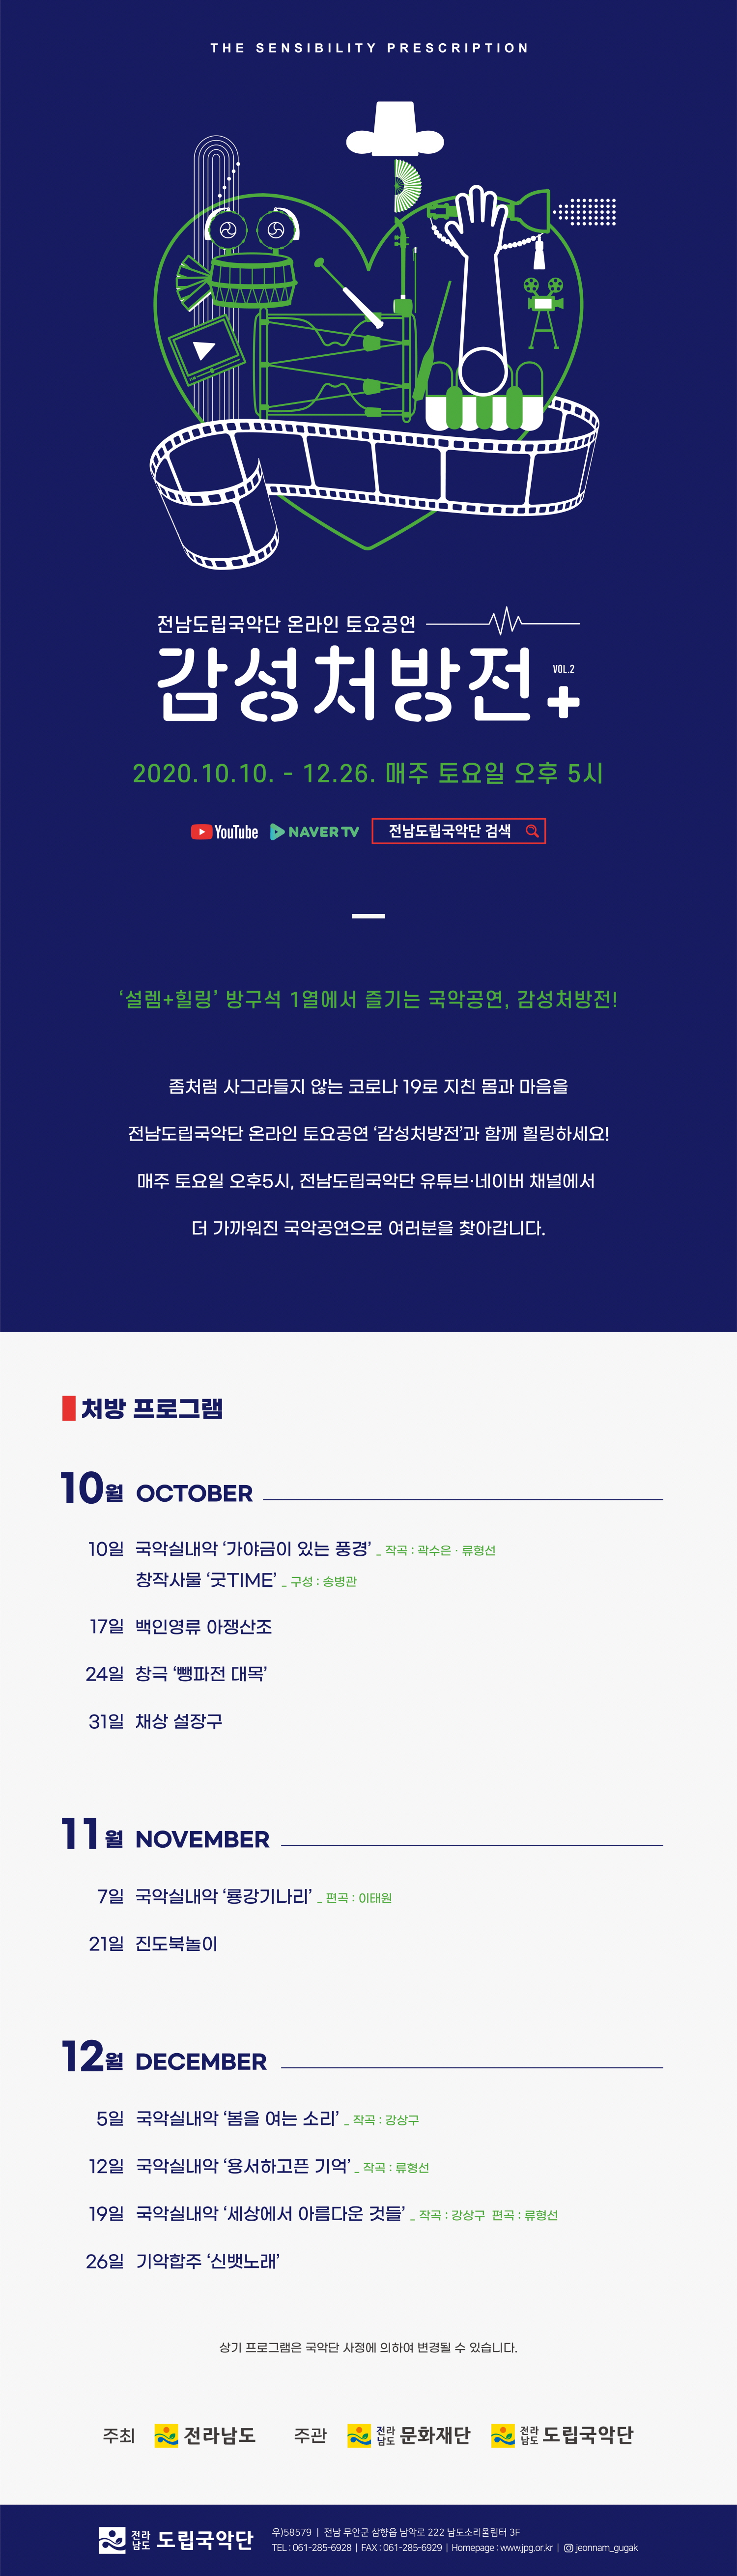 THE SENSIBILITY PRESCRIPTION
전남도립국악단 온라인 토요공연
감성처방전+ VOL.2
2020.10.10. - 12.26. 매주 토요일 오후 5시
YouTube NAVER TV 전남도립국악단 검색
‘설렘+힐링’ 방구석 1열에서 즐기는 국악공연, 감성처방전!
좀처럼 사그라들지 않는 코로나 19로 지친 몸과 마음을
전남도립국악단 온라인 토요공연 ‘감성처방전’과 함께 힐링하세요!
매주 토요일 오후5시, 전남도립국악단 유튜브·네이버 채널에서
더 가까워진 국악공연으로 여러분을 찾아갑니다.
처방 프로그램
10월 OCTOBER
10일 국악실내악 ‘가야금이 있는 풍경’ _ 작곡 : 곽수은 · 류형선
창작사물 ‘굿TIME’ _ 구성 : 송병관
17일 백인영류 아쟁산조
24일 창극 ‘뺑파전 대목’
31일 채상 설장구
11월 NOVEMBER
7일 국악실내악 ‘룡강기나리’ _ 편곡 : 이태원
21일 진도북놀이
12월 DECEMBER
5일 국악실내악 ‘봄을 여는 소리’ _ 작곡 : 강상구
12일 국악실내악 ‘용서하고픈 기억’ _ 작곡 : 류형선
19일 국악실내악 ‘세상에서 아름다운 것들’ _ 작곡 : 강상구 편곡 : 류형선
26일 기악합주 ‘신뱃노래’
상기 프로그램은 국악단 사정에 의하여 변경될 수 있습니다.
주최 전라남도 주관 전라남도 문화재단 전라남도 도립국악단
전라남도 도립국악단
우)58579 | 전남 무안군 삼향읍 남악로 222 남도소리울림터 3F
TEL : 061-285-6928 | FAX : 061-285-6929 | Homepage : www.jpg.or.kr | jeonnam_gugak